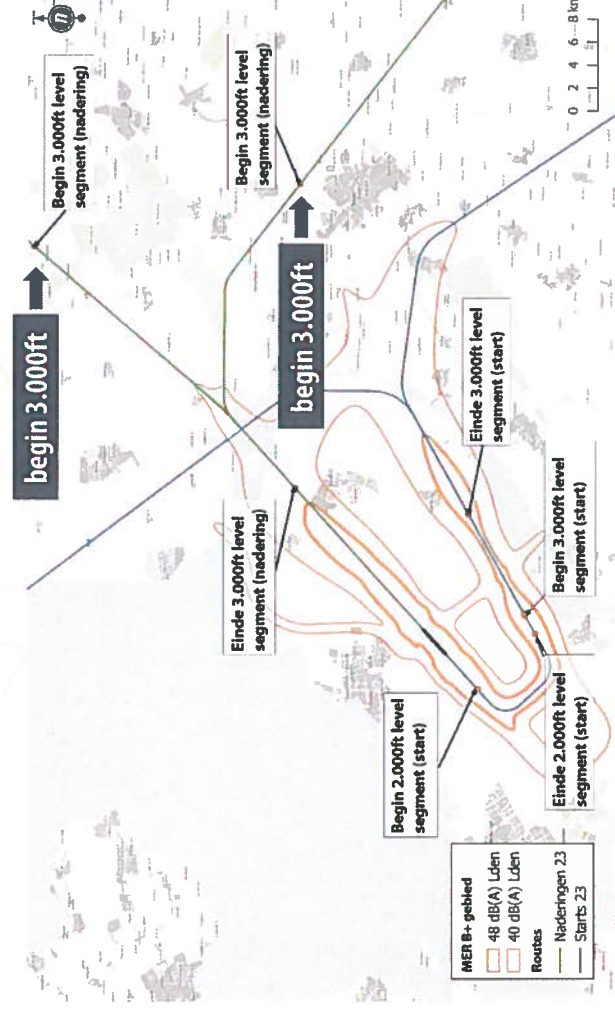 Begin 3.000ft level
segment (nadering)
begin 3.000ft
Begin 3.000ft level
segment (nadering)
begin 3.000ft
Einde 3.000ft level
segment (nadering)
Einde 3.000ft level
segment (start)
Begin 3.000ft level
segment (start)
Begin 2.000ft level
segment (start)
Einde 2.000ft level
segment (start)
MER B+ gebied
48 dB(A) Lden
40 dB(A) Lden
Routes
Naderingen 23
Starts 23
0 2 4 6 8 km
n